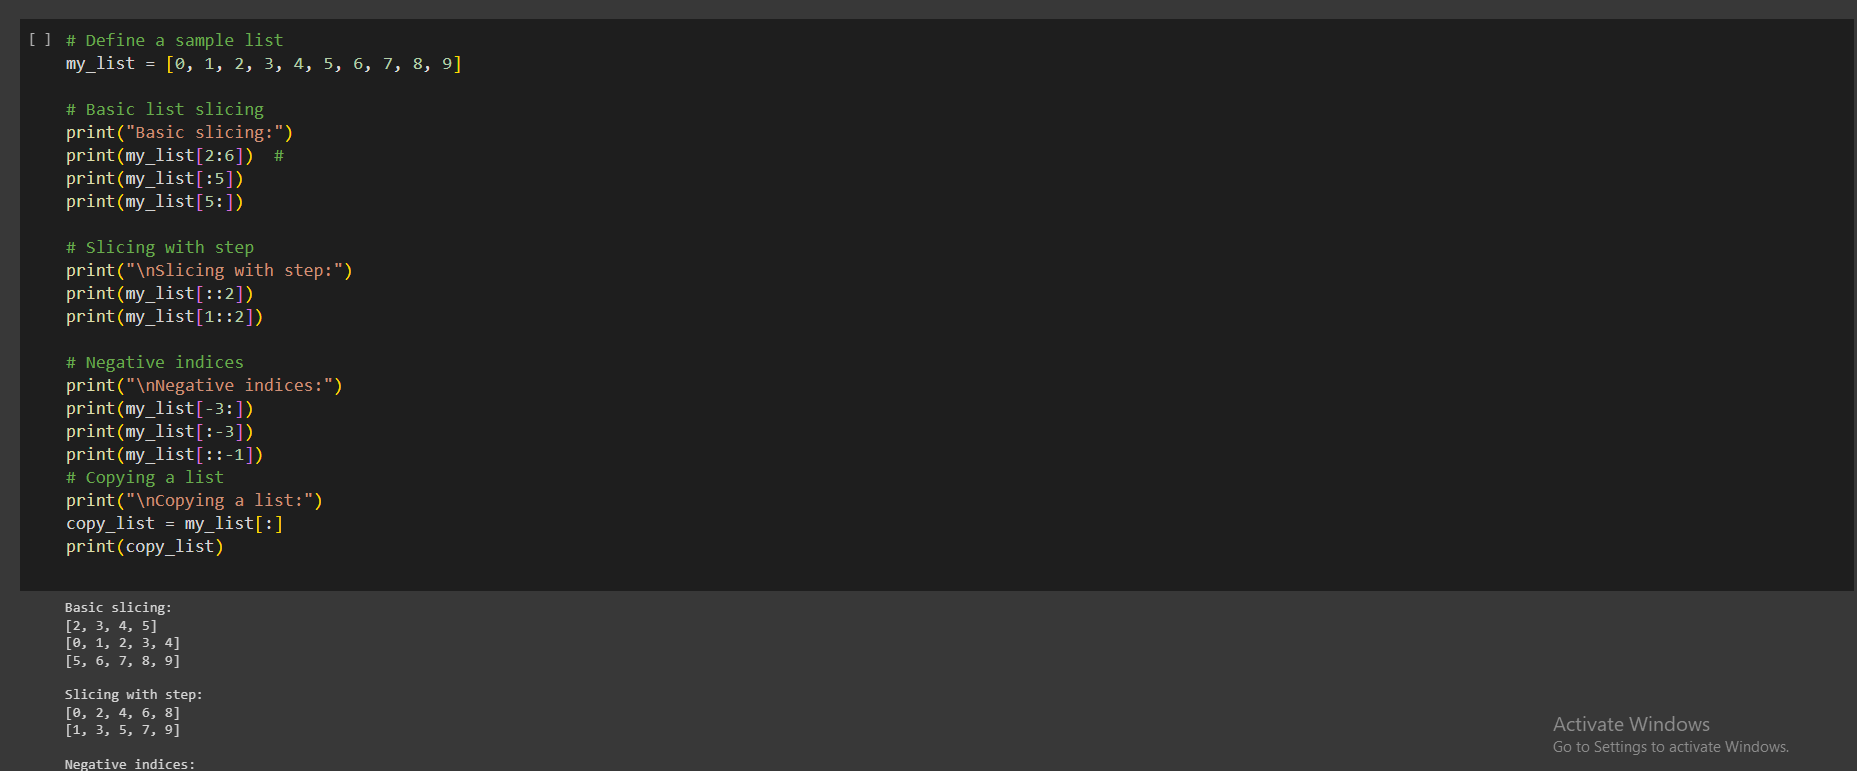 [ ] # Define a sample list
my_list = [0, 1, 2, 3, 4, 5, 6, 7, 8, 9]
# Basic list slicing
print("Basic slicing:")
print(my_list[2:6])  #
print(my_list[:5])
print(my_list[5:])
# Slicing with step
print("\nSlicing with step:")
print(my_list[::2])
print(my_list[1::2])
# Negative indices
print("\nNegative indices:")
print(my_list[-3:])
print(my_list[:-3])
print(my_list[::-1])
# Copying a list
print("\nCopying a list:")
copy_list = my_list[:]
print(copy_list)
Basic slicing:
[2, 3, 4, 5]
[0, 1, 2, 3, 4]
[5, 6, 7, 8, 9]
Slicing with step:
[0, 2, 4, 6, 8]
[1, 3, 5, 7, 9]
Negative indices:
Activate Windows
Go to Settings to activate Windows.